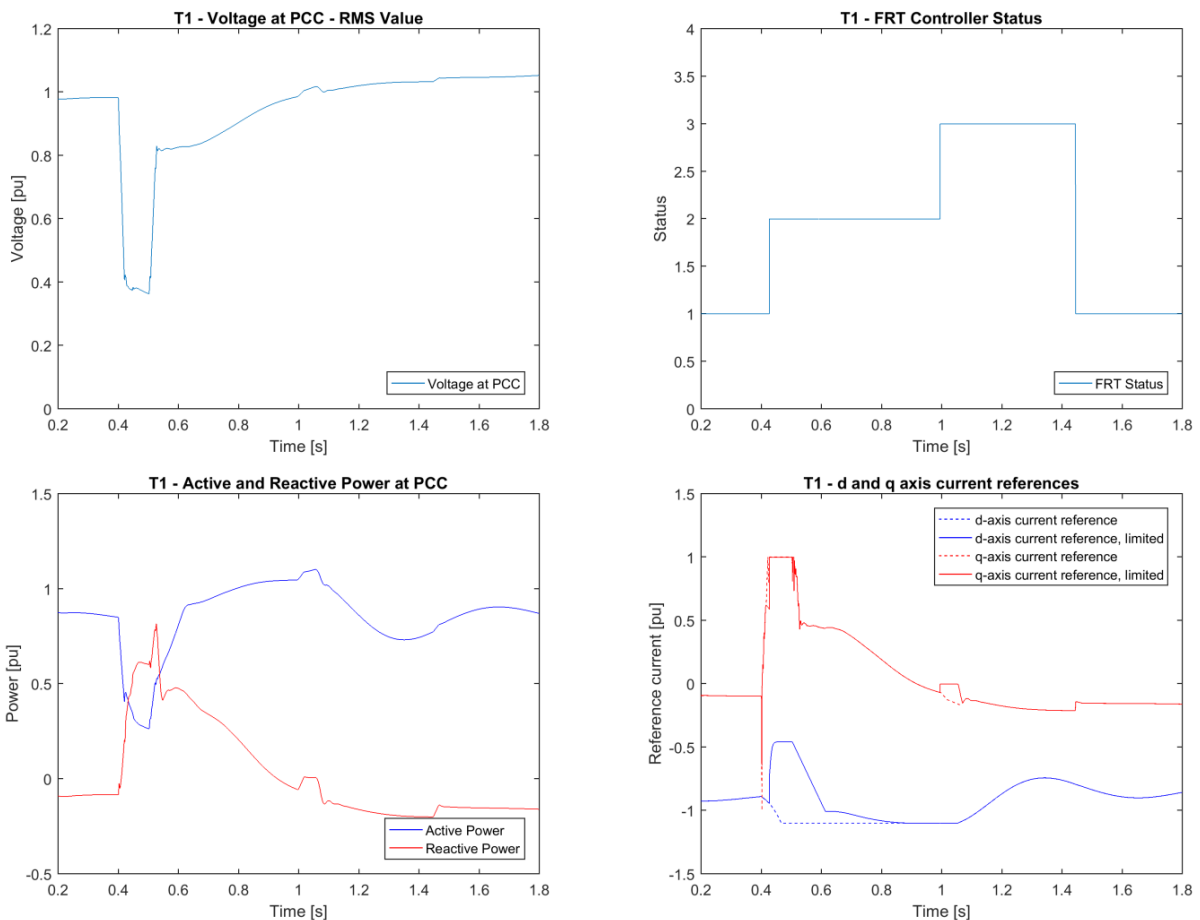 T1 - Voltage at PCC - RMS Value
1.2
1
0.8
0.6
0.4
0.2
0
Voltage [pu]
Voltage at PCC
0.2 0.4 0.6 0.8 1 1.2 1.4 1.6 1.8
Time [s]
T1 - FRT Controller Status
4
3.5
3
2.5
2
1.5
1
0.5
0
Status
FRT Status
0.2 0.4 0.6 0.8 1 1.2 1.4 1.6 1.8
Time [s]
T1 - Active and Reactive Power at PCC
1.5
1
0.5
0
-0.5
Power [pu]
Active Power
Reactive Power
0.2 0.4 0.6 0.8 1 1.2 1.4 1.6 1.8
Time [s]
T1 - d and q axis current references
1.5
1
0.5
0
-0.5
-1
-1.5
Reference current [pu]
d-axis current reference
d-axis current reference, limited
q-axis current reference
q-axis current reference, limited
0.2 0.4 0.6 0.8 1 1.2 1.4 1.6 1.8
Time [s]